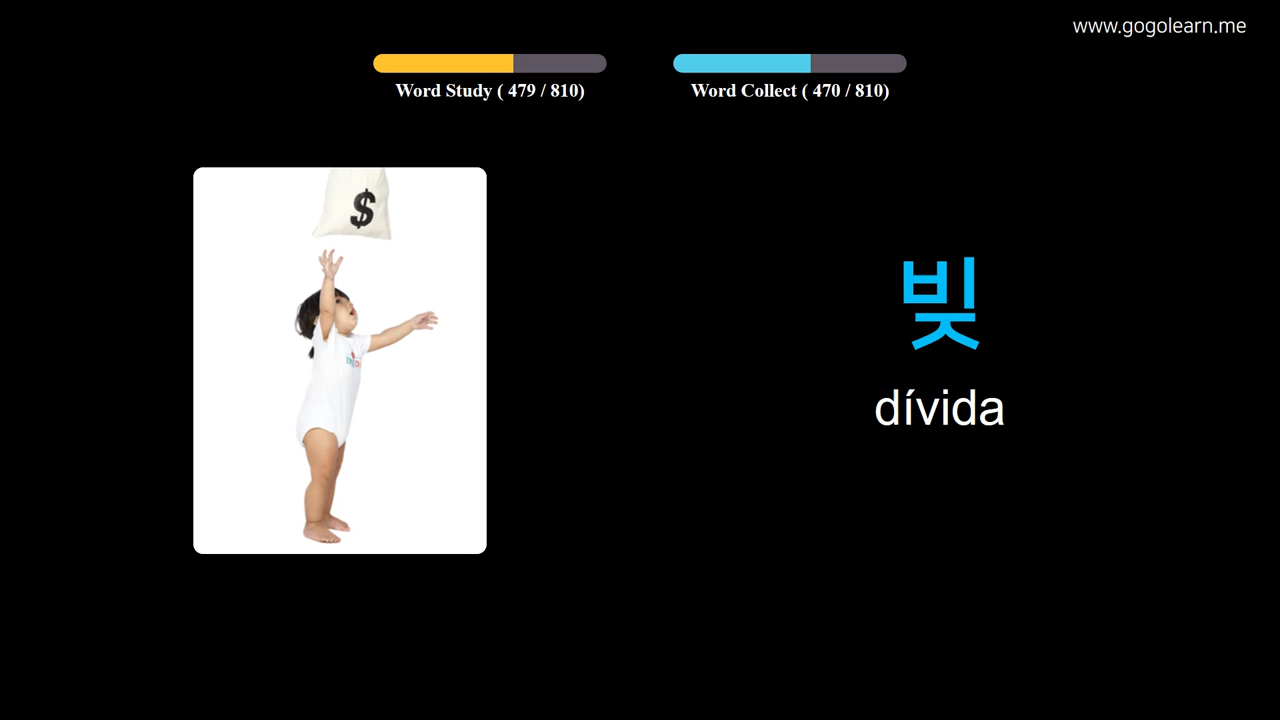 www.gogolearn.me
Word Study ( 479 / 810)
Word Collect ( 470 / 810)
$
빚
dívida